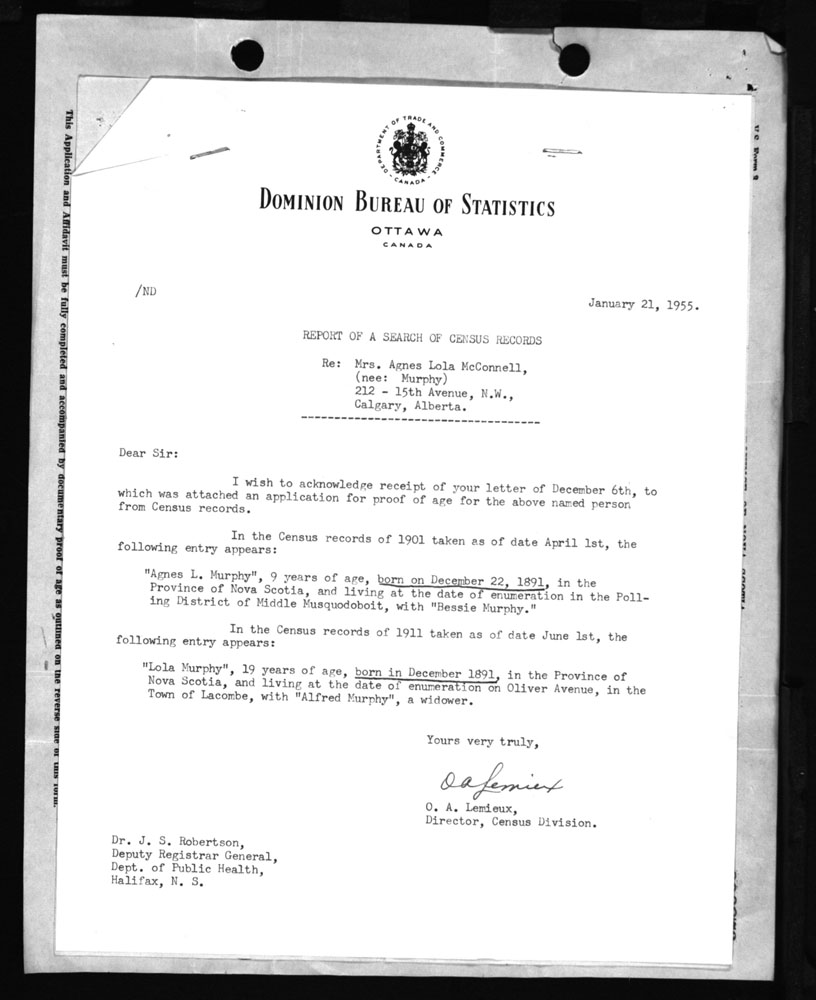 DEPARTMENT OF TRADE AND COMMERCE
CANADA
DOMINION BUREAU OF STATISTICS
OTTAWA
CANADA
/ND
January 21, 1955.
REPORT OF A SEARCH OF CENSUS RECORDS
Re: Mrs. Agnes Lola McConnell,
(nee: Murphy)
212 - 15th Avenue, N.W.,
Calgary, Alberta.
Dear Sir:
I wish to acknowledge receipt of your letter of December 6th, to
which was attached an application for proof of age for the above named person
from Census records.
In the Census records of 1901 taken as of date April 1st, the
following entry appears:
"Agnes L. Murphy", 9 years of age, born on December 22, 1891, in the
Province of Nova Scotia, and living at the date of enumeration in the Poll-
ing District of Middle Musquodoboit, with "Bessie Murphy."
In the Census records of 1911 taken as of date June 1st, the
following entry appears:
"Lola Murphy", 19 years of age, born in December 1891, in the Province of
Nova Scotia, and living at the date of enumeration on Oliver Avenue, in the
Town of Lacombe, with "Alfred Murphy", a widower.
Yours very truly,
O A Lemieux
O. A. Lemieux,
Director, Census Division.
Dr. J. S. Robertson,
Deputy Registrar General,
Dept. of Public Health,
Halifax, N. S.
This Application and Affidavit must be fully completed and accompanied by documentary proof of age as outlined on the reverse side of this form.